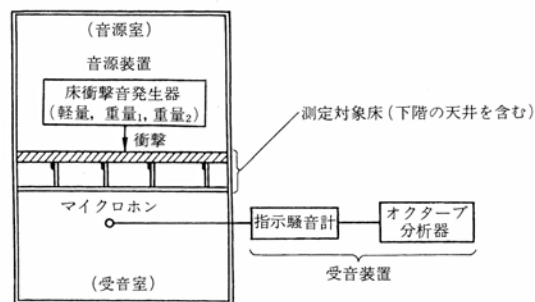 (音源室)
音源装置
床衝撃音発生器
(軽量, 重量₁, 重量₂)
衝撃
測定対象床(下階の天井を含む)
マイクロホン
指示騒音計
オクターブ
分析器
受音装置
(受音室)